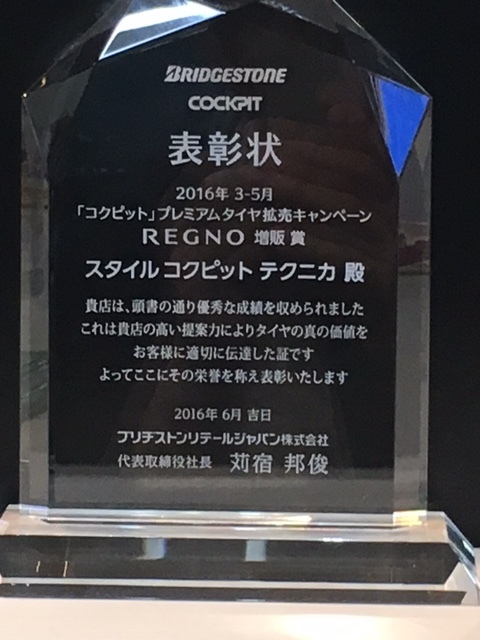 BRIDGESTONE
COCKPIT
表彰状
2016年 3-5月
「コクピット」プレミアムタイヤ拡売キャンペーン
REGNO 増販 賞
スタイル コクピット テクニカ 殿
貴店は、頭書の通り優秀な成績を収められました
これは貴店の高い提案力によりタイヤの真の価値を
お客様に適切に伝達した証です
よってここにその栄誉を称え表彰いたします
2016年 6月 吉日
ブリヂストンリテールジャパン株式会社
代表取締役社長 苅宿 邦俊